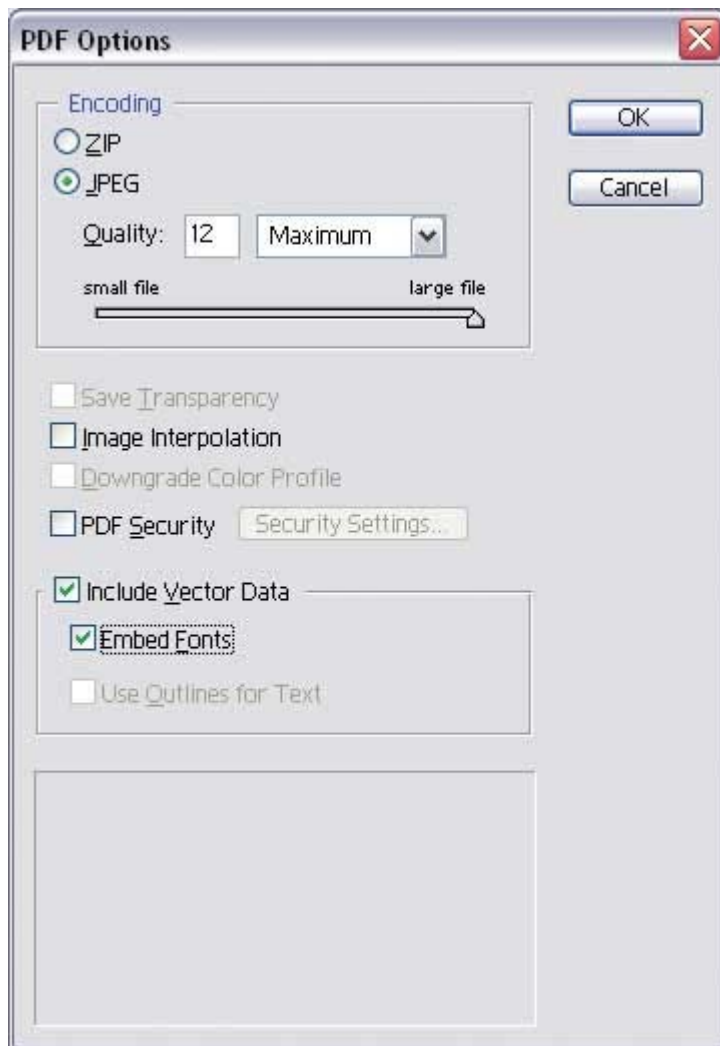 PDF Options
Encoding
OK
ZIP
JPEG
Cancel
Quality: 12 Maximum
small file large file
Save Transparency
Image Interpolation
Downgrade Color Profile
PDF Security Security Settings...
Include Vector Data
Embed Fonts
Use Outlines for Text